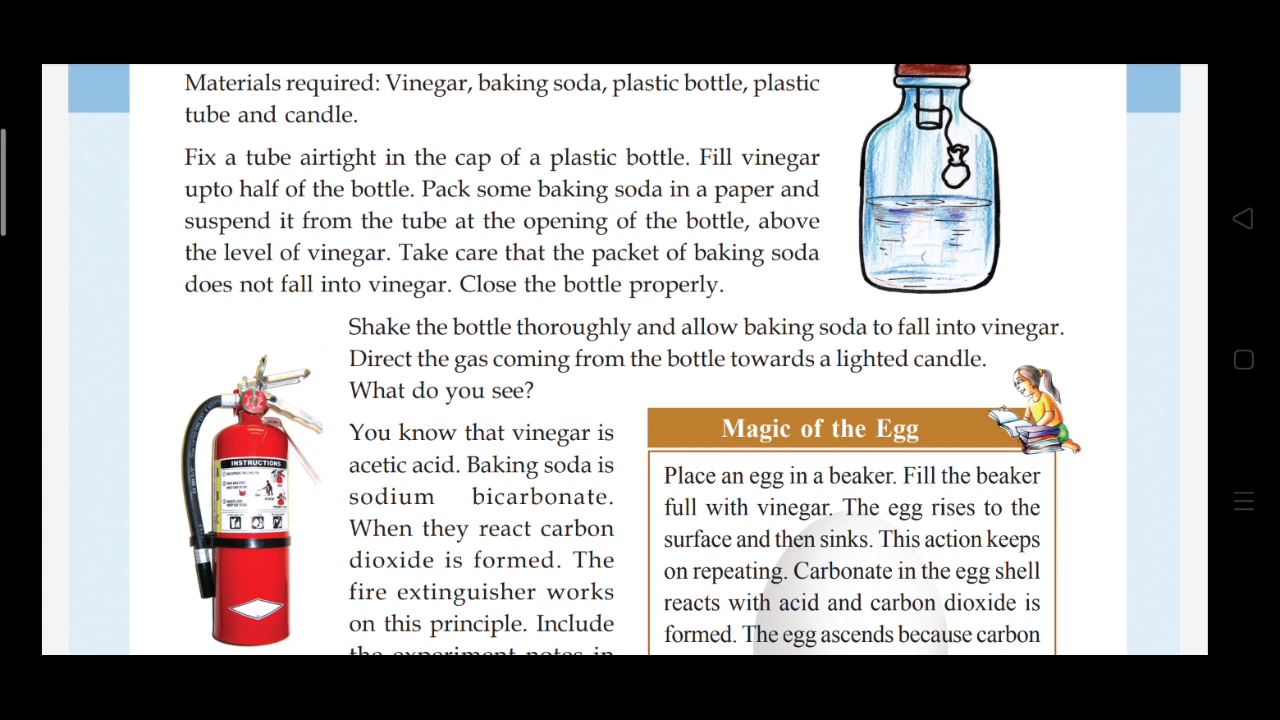 Materials required: Vinegar, baking soda, plastic bottle, plastic
tube and candle.
Fix a tube airtight in the cap of a plastic bottle. Fill vinegar
upto half of the bottle. Pack some baking soda in a paper and
suspend it from the tube at the opening of the bottle, above
the level of vinegar. Take care that the packet of baking soda
does not fall into vinegar. Close the bottle properly.
Shake the bottle thoroughly and allow baking soda to fall into vinegar.
Direct the gas coming from the bottle towards a lighted candle.
What do you see?
You know that vinegar is
acetic acid. Baking soda is
sodium bicarbonate.
When they react carbon
dioxide is formed. The
fire extinguisher works
on this principle. Include
the experiment notes in
INSTRUCTIONS
Magic of the Egg
Place an egg in a beaker. Fill the beaker
full with vinegar. The egg rises to the
surface and then sinks. This action keeps
on repeating. Carbonate in the egg shell
reacts with acid and carbon dioxide is
formed. The egg ascends because carbon